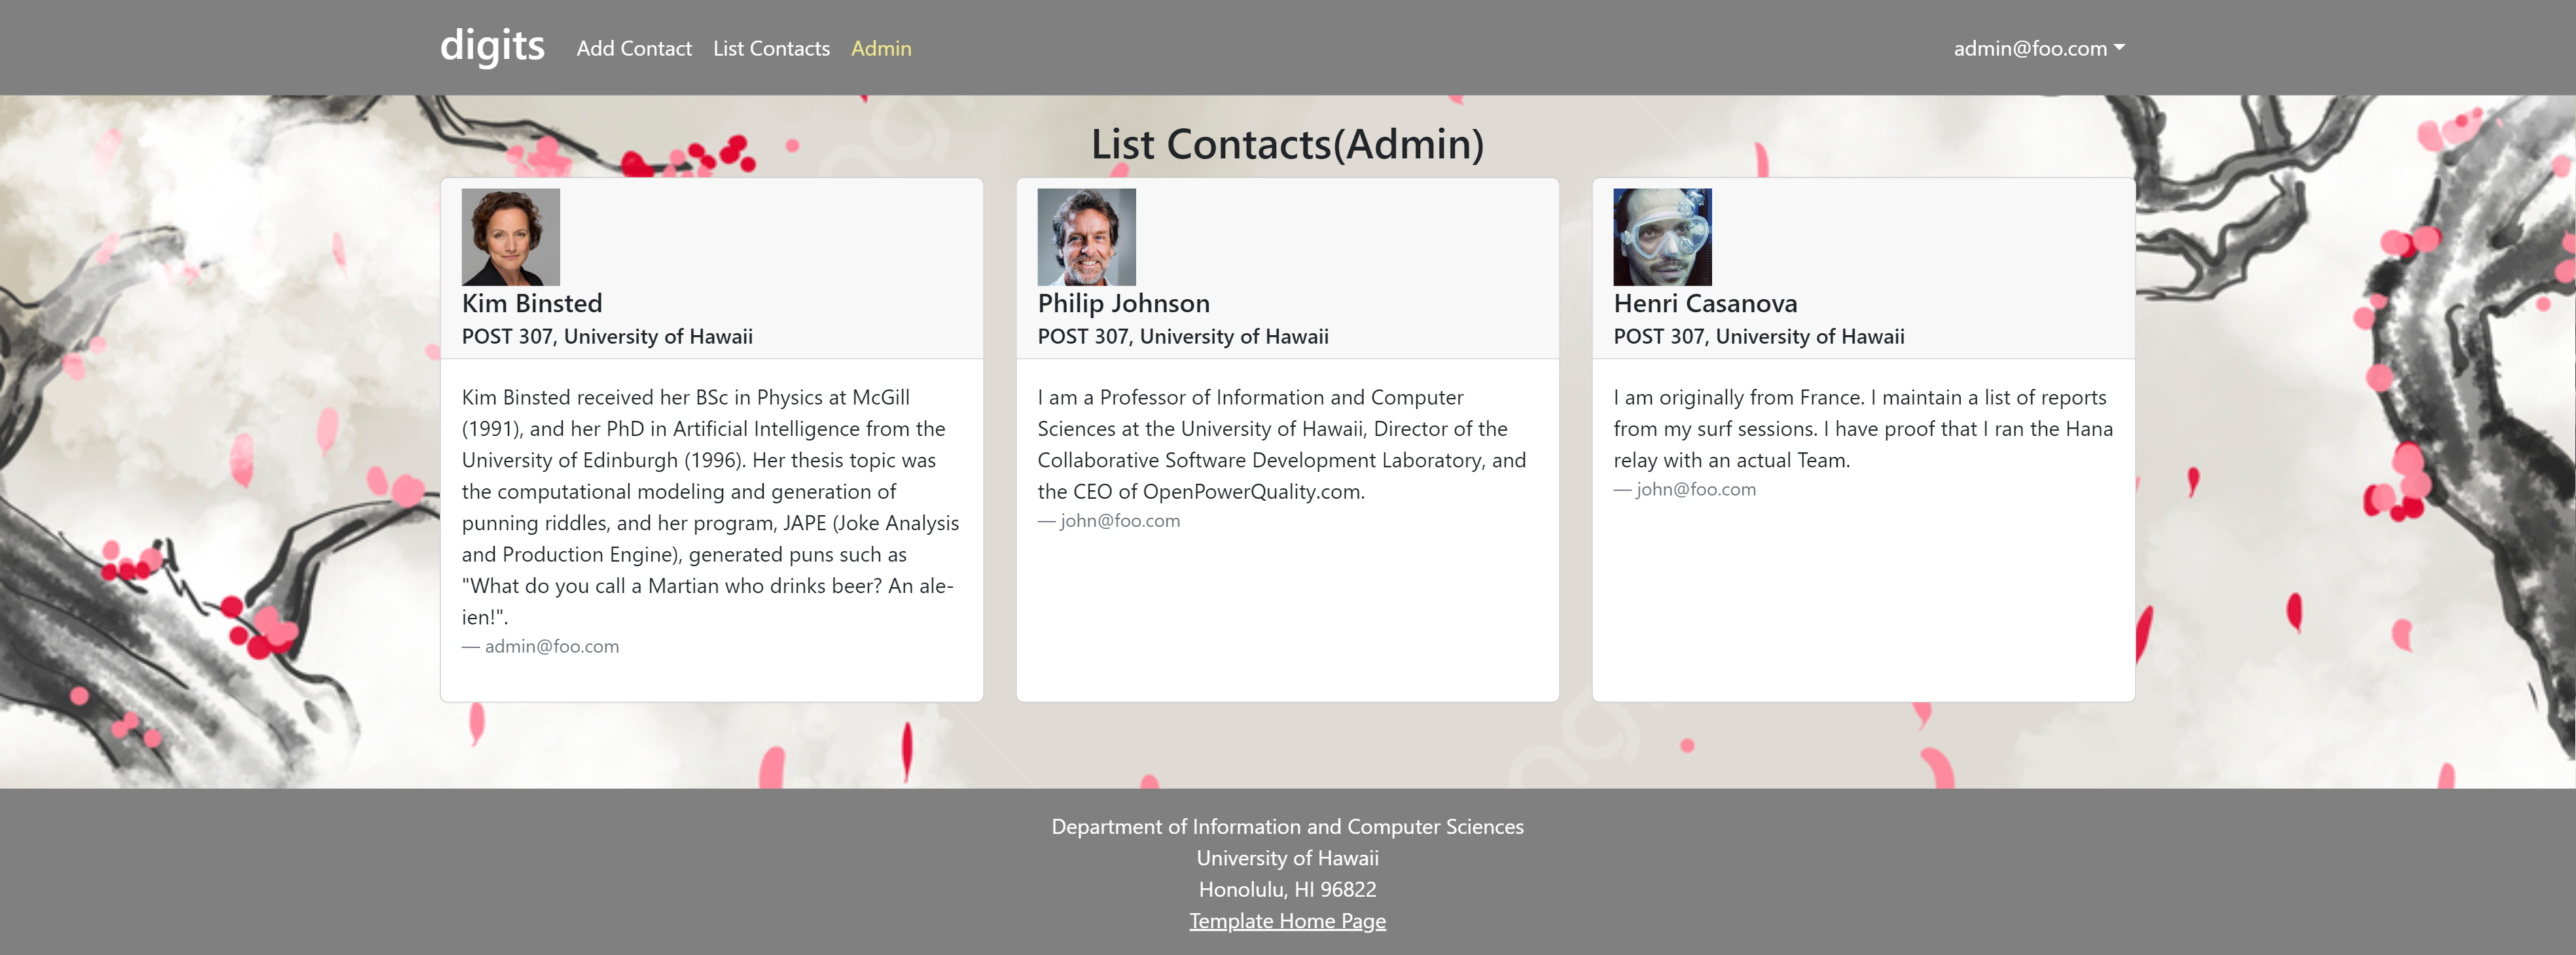 digits Add Contact List Contacts Admin admin@foo.com
List Contacts(Admin)
Kim Binsted
POST 307, University of Hawaii
Kim Binsted received her BSc in Physics at McGill
(1991), and her PhD in Artificial Intelligence from the
University of Edinburgh (1996). Her thesis topic was
the computational modeling and generation of
punning riddles, and her program, JAPE (Joke Analysis
and Production Engine), generated puns such as
"What do you call a Martian who drinks beer? An ale-
ien!".
— admin@foo.com
Philip Johnson
POST 307, University of Hawaii
I am a Professor of Information and Computer
Sciences at the University of Hawaii, Director of the
Collaborative Software Development Laboratory, and
the CEO of OpenPowerQuality.com.
— john@foo.com
Henri Casanova
POST 307, University of Hawaii
I am originally from France. I maintain a list of reports
from my surf sessions. I have proof that I ran the Hana
relay with an actual Team.
— john@foo.com
Department of Information and Computer Sciences
University of Hawaii
Honolulu, HI 96822
Template Home Page